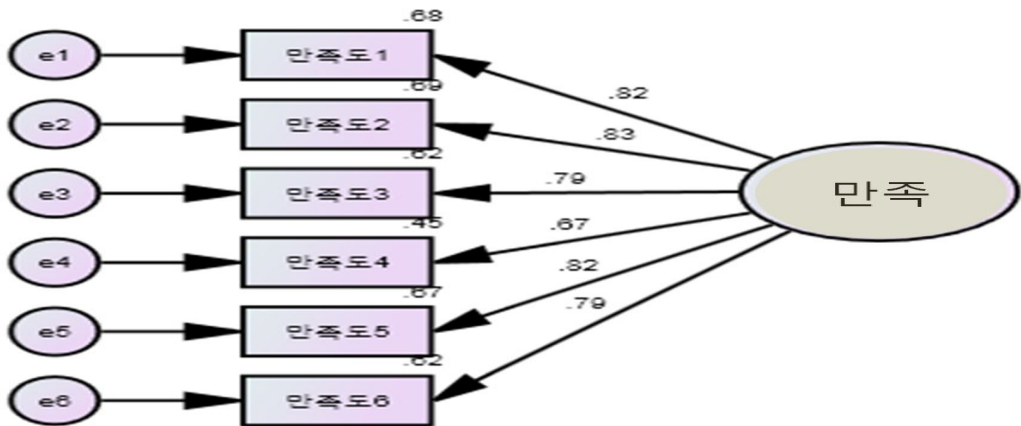 .68
e1
만족도1
.82
.69
e2
만족도2
.83
.62
e3
만족도3
.79
만족
.45
e4
만족도4
.67
.67
e5
만족도5
.82
.62
e6
만족도6
.79